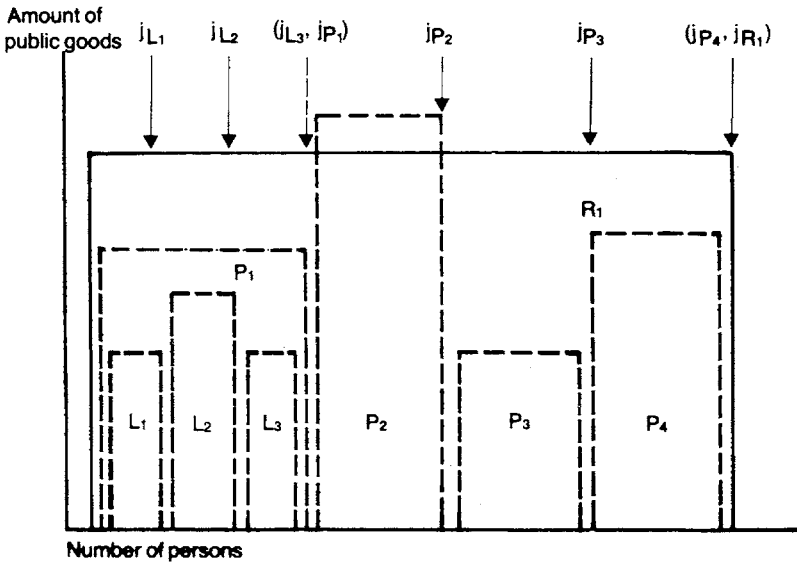 Amount of
public goods
jL₁ jL₂ (jL₃, jP₁) jP₂ jP₃ (jP₄, jR₁)
R₁
P₁
L₁ L₂ L₃ P₂ P₃ P₄
Number of persons